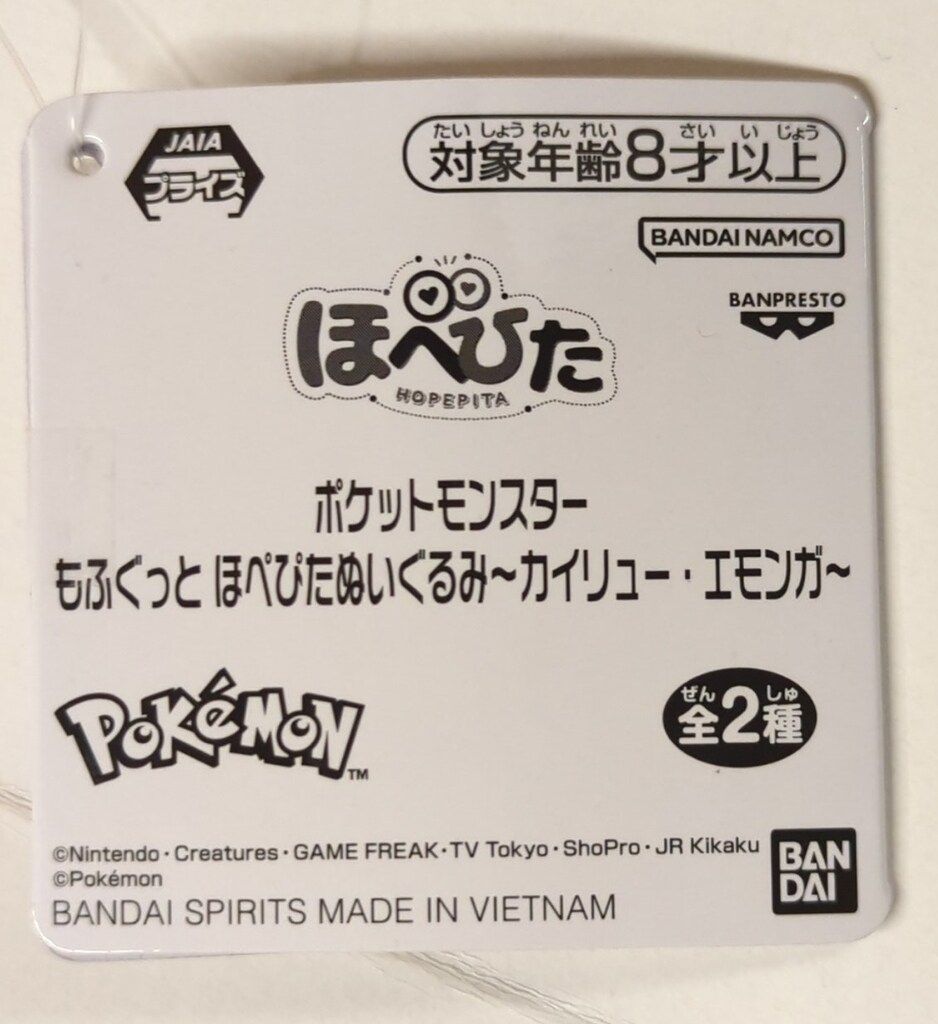 JAIA
プライズ
たいしょうねんれい さいいじょう
対象年齢8才以上
BANDAI NAMCO
BANPRESTO
ほぺぴた
HOPEPITA
ポケットモンスター
もふぐっと ほぺぴたぬいぐるみ~カイリュー・エモンガ~
POKéMON™
ぜん しゅ
全2種
©Nintendo・Creatures・GAME FREAK・TV Tokyo・ShoPro・JR Kikaku
©Pokémon
BANDAI SPIRITS MADE IN VIETNAM
BAN
DAI